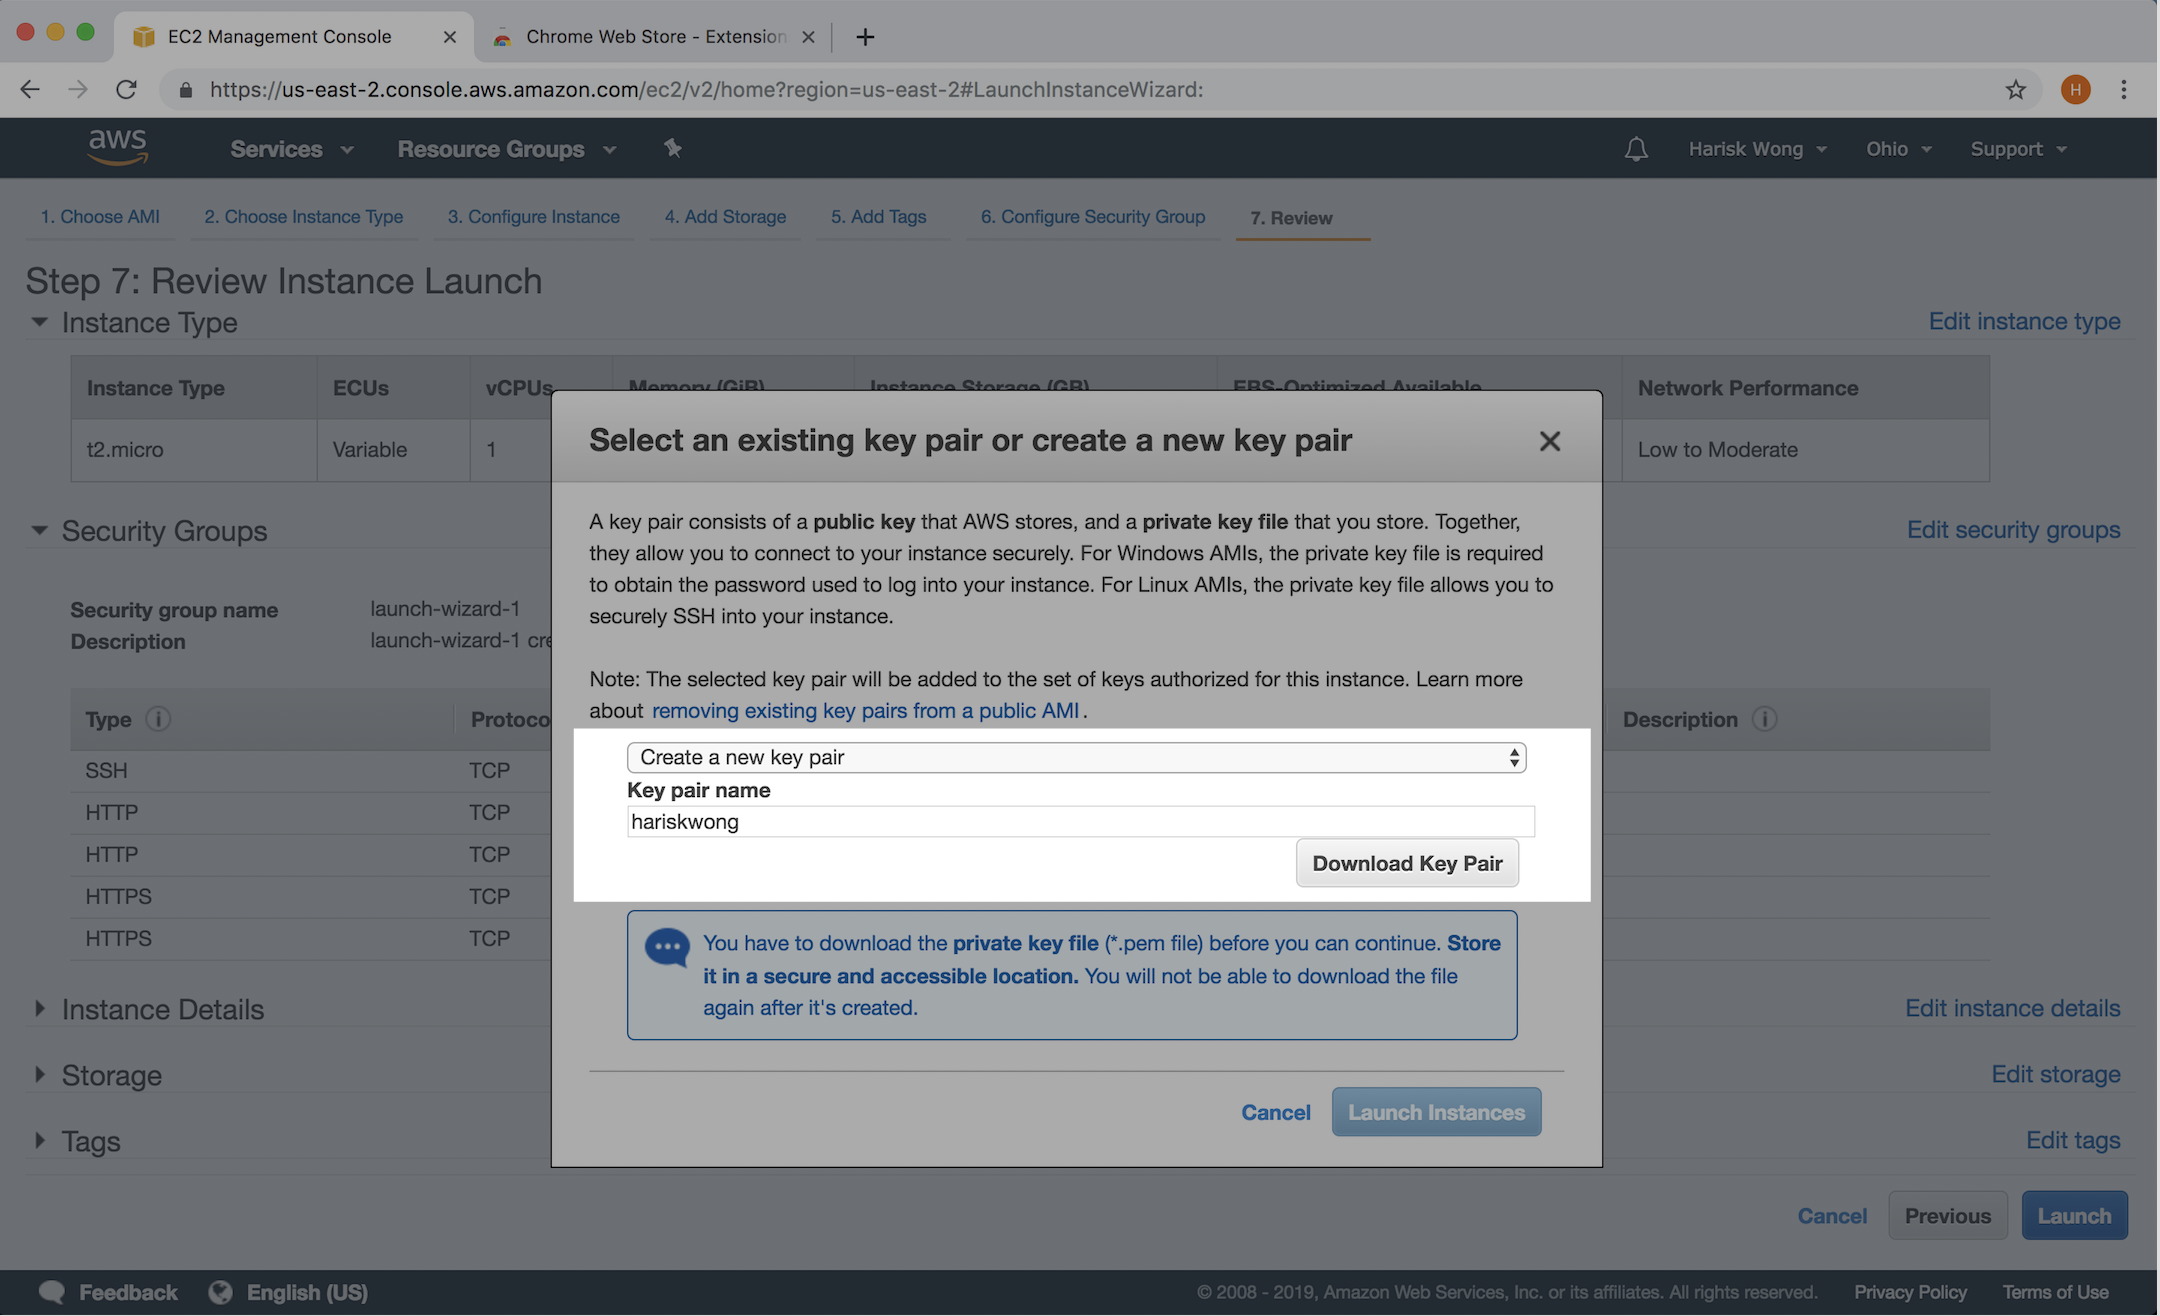 EC2 Management Console
Chrome Web Store - Extension
https://us-east-2.console.aws.amazon.com/ec2/v2/home?region=us-east-2#LaunchInstanceWizard:
H
aws
Services
Resource Groups
Harisk Wong
Ohio
Support
1. Choose AMI
2. Choose Instance Type
3. Configure Instance
4. Add Storage
5. Add Tags
6. Configure Security Group
7. Review
Step 7: Review Instance Launch
Instance Type
Edit instance type
Instance Type
ECUs
vCPUs
Memory (GiB)
Instance Storage (GB)
EBS-Optimized Available
Network Performance
t2.micro
Variable
1
Low to Moderate
Security Groups
Edit security groups
Security group name
launch-wizard-1
Description
launch-wizard-1 cre
Type
Protoco
Description
SSH
TCP
HTTP
TCP
HTTP
TCP
HTTPS
TCP
HTTPS
TCP
Instance Details
Edit instance details
Storage
Edit storage
Tags
Edit tags
Select an existing key pair or create a new key pair
A key pair consists of a public key that AWS stores, and a private key file that you store. Together,
they allow you to connect to your instance securely. For Windows AMIs, the private key file is required
to obtain the password used to log into your instance. For Linux AMIs, the private key file allows you to
securely SSH into your instance.
Note: The selected key pair will be added to the set of keys authorized for this instance. Learn more
about removing existing key pairs from a public AMI.
Create a new key pair
Key pair name
hariskwong
Download Key Pair
You have to download the private key file (*.pem file) before you can continue. Store
it in a secure and accessible location. You will not be able to download the file
again after it's created.
Cancel
Launch Instances
Cancel
Previous
Launch
Feedback
English (US)
© 2008 - 2019, Amazon Web Services, Inc. or its affiliates. All rights reserved.
Privacy Policy
Terms of Use